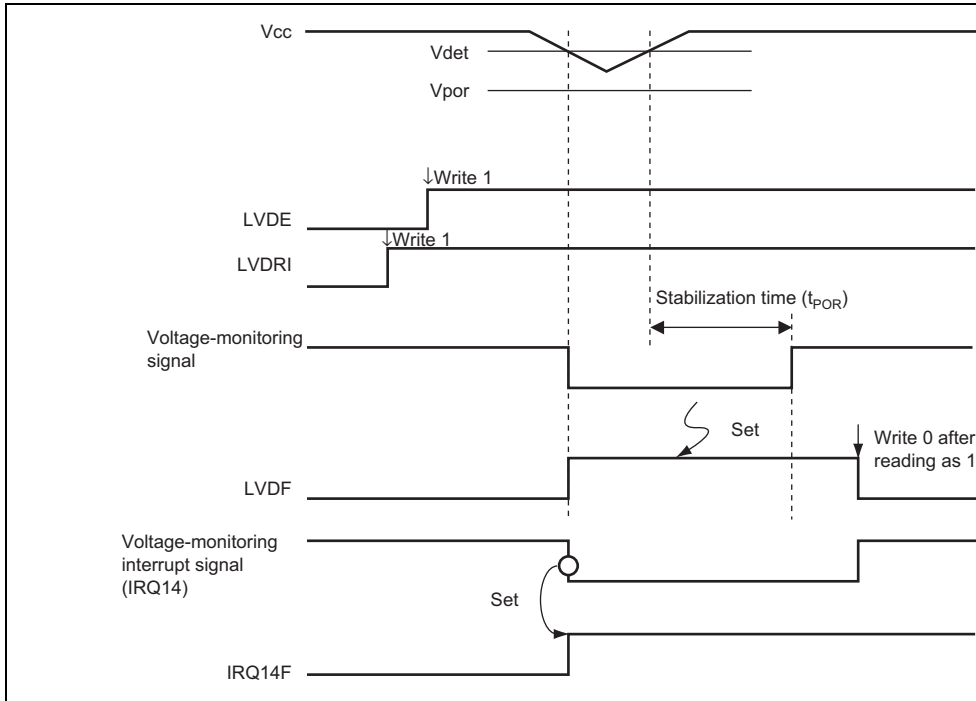 Vcc
Vdet
Vpor
↓Write 1
LVDE
↓Write 1
LVDRI
Stabilization time (tPOR)
Voltage-monitoring
signal
Set
Write 0 after
reading as 1
LVDF
Voltage-monitoring
interrupt signal
(IRQ14)
Set
IRQ14F